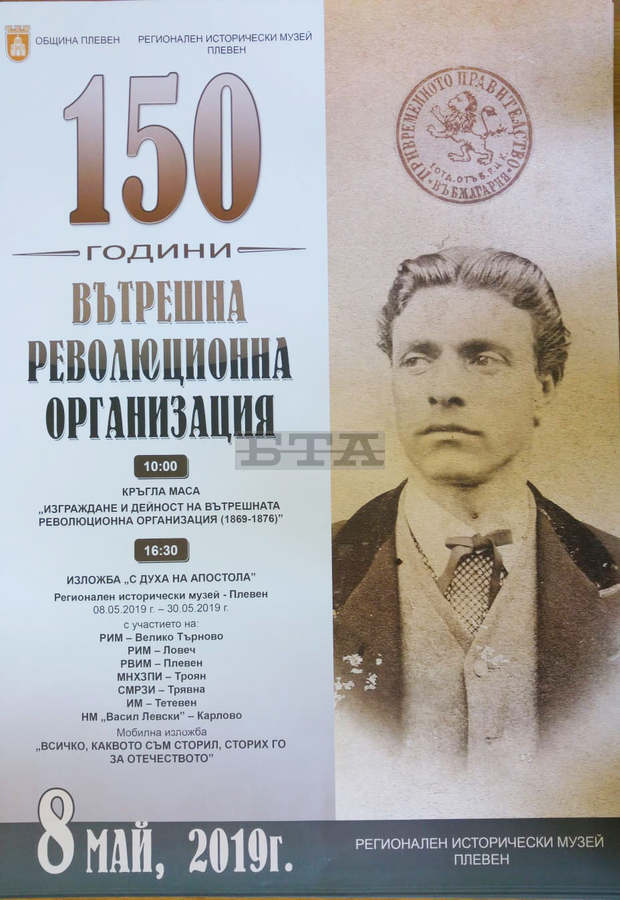 ОБЩИНА ПЛЕВЕН
РЕГИОНАЛЕН ИСТОРИЧЕСКИ МУЗЕЙ
ПЛЕВЕН
150
ГОДИНИ
ВЪТРЕШНА
РЕВОЛЮЦИОННА
ОРГАНИЗАЦИЯ
БТА
10:00
КРЪГЛА МАСА
„ИЗГРАЖДАНЕ И ДЕЙНОСТ НА ВЪТРЕШНАТА
РЕВОЛЮЦИОННА ОРГАНИЗАЦИЯ (1869-1876)”
16:30
ИЗЛОЖБА „С ДУХА НА АПОСТОЛА”
Регионален исторически музей - Плевен
08.05.2019 г. – 30.05.2019 г.
с участието на:
РИМ – Велико Търново
РИМ – Ловеч
РВИМ – Плевен
МНХЗПИ – Троян
СМРЗИ – Трявна
ИМ – Тетевен
НМ „Васил Левски” – Карлово
Мобилна изложба
„ВСИЧКО, КАКВОТО СЪМ СТОРИЛ, СТОРИХ ГО
ЗА ОТЕЧЕСТВОТО”
8 МАЙ, 2019г.
ПРИВРЕМЕННОТО ПРАВИТЕЛСТВО
ВЪ БЪЛГАРИЯ
РЕГИОНАЛЕН ИСТОРИЧЕСКИ МУЗЕЙ
ПЛЕВЕН